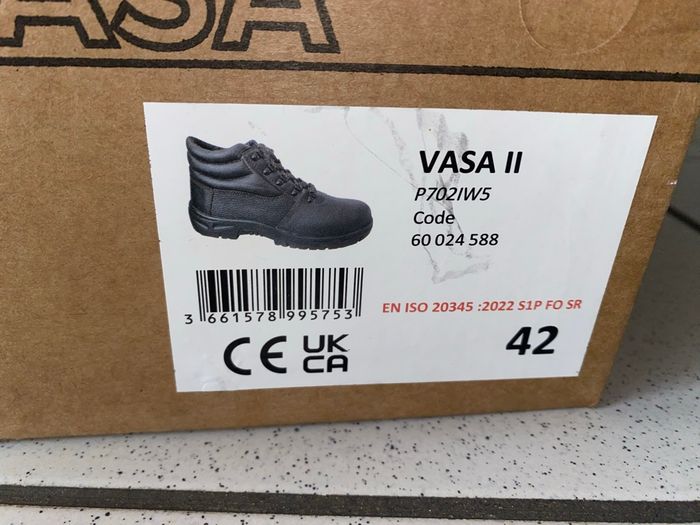 VASA
VASA II
P702IW5
Code
60 024 588
3 661578 995753
EN ISO 20345 :2022 S1P FO SR
CE UK
CA
42